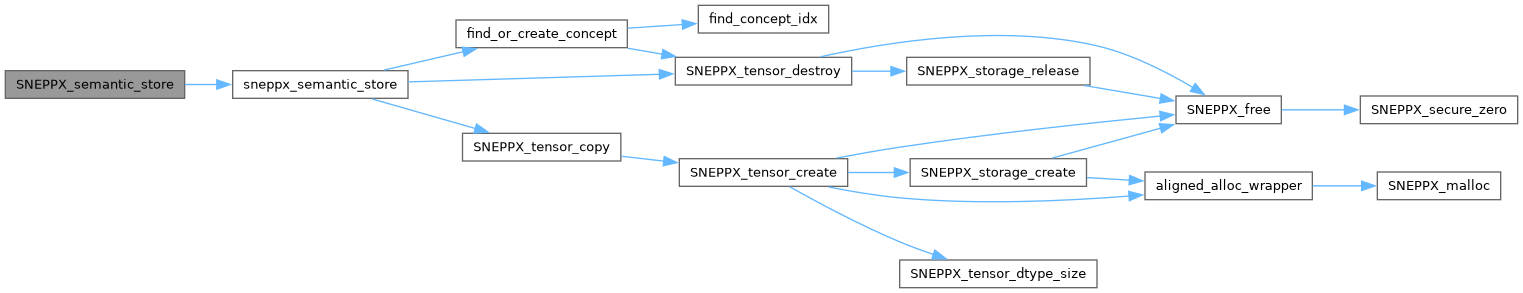 SNEPPX_semantic_store
sneppx_semantic_store
find_or_create_concept
find_concept_idx
SNEPPX_tensor_destroy
SNEPPX_storage_release
SNEPPX_free
SNEPPX_secure_zero
SNEPPX_tensor_copy
SNEPPX_tensor_create
SNEPPX_storage_create
aligned_alloc_wrapper
SNEPPX_malloc
SNEPPX_tensor_dtype_size